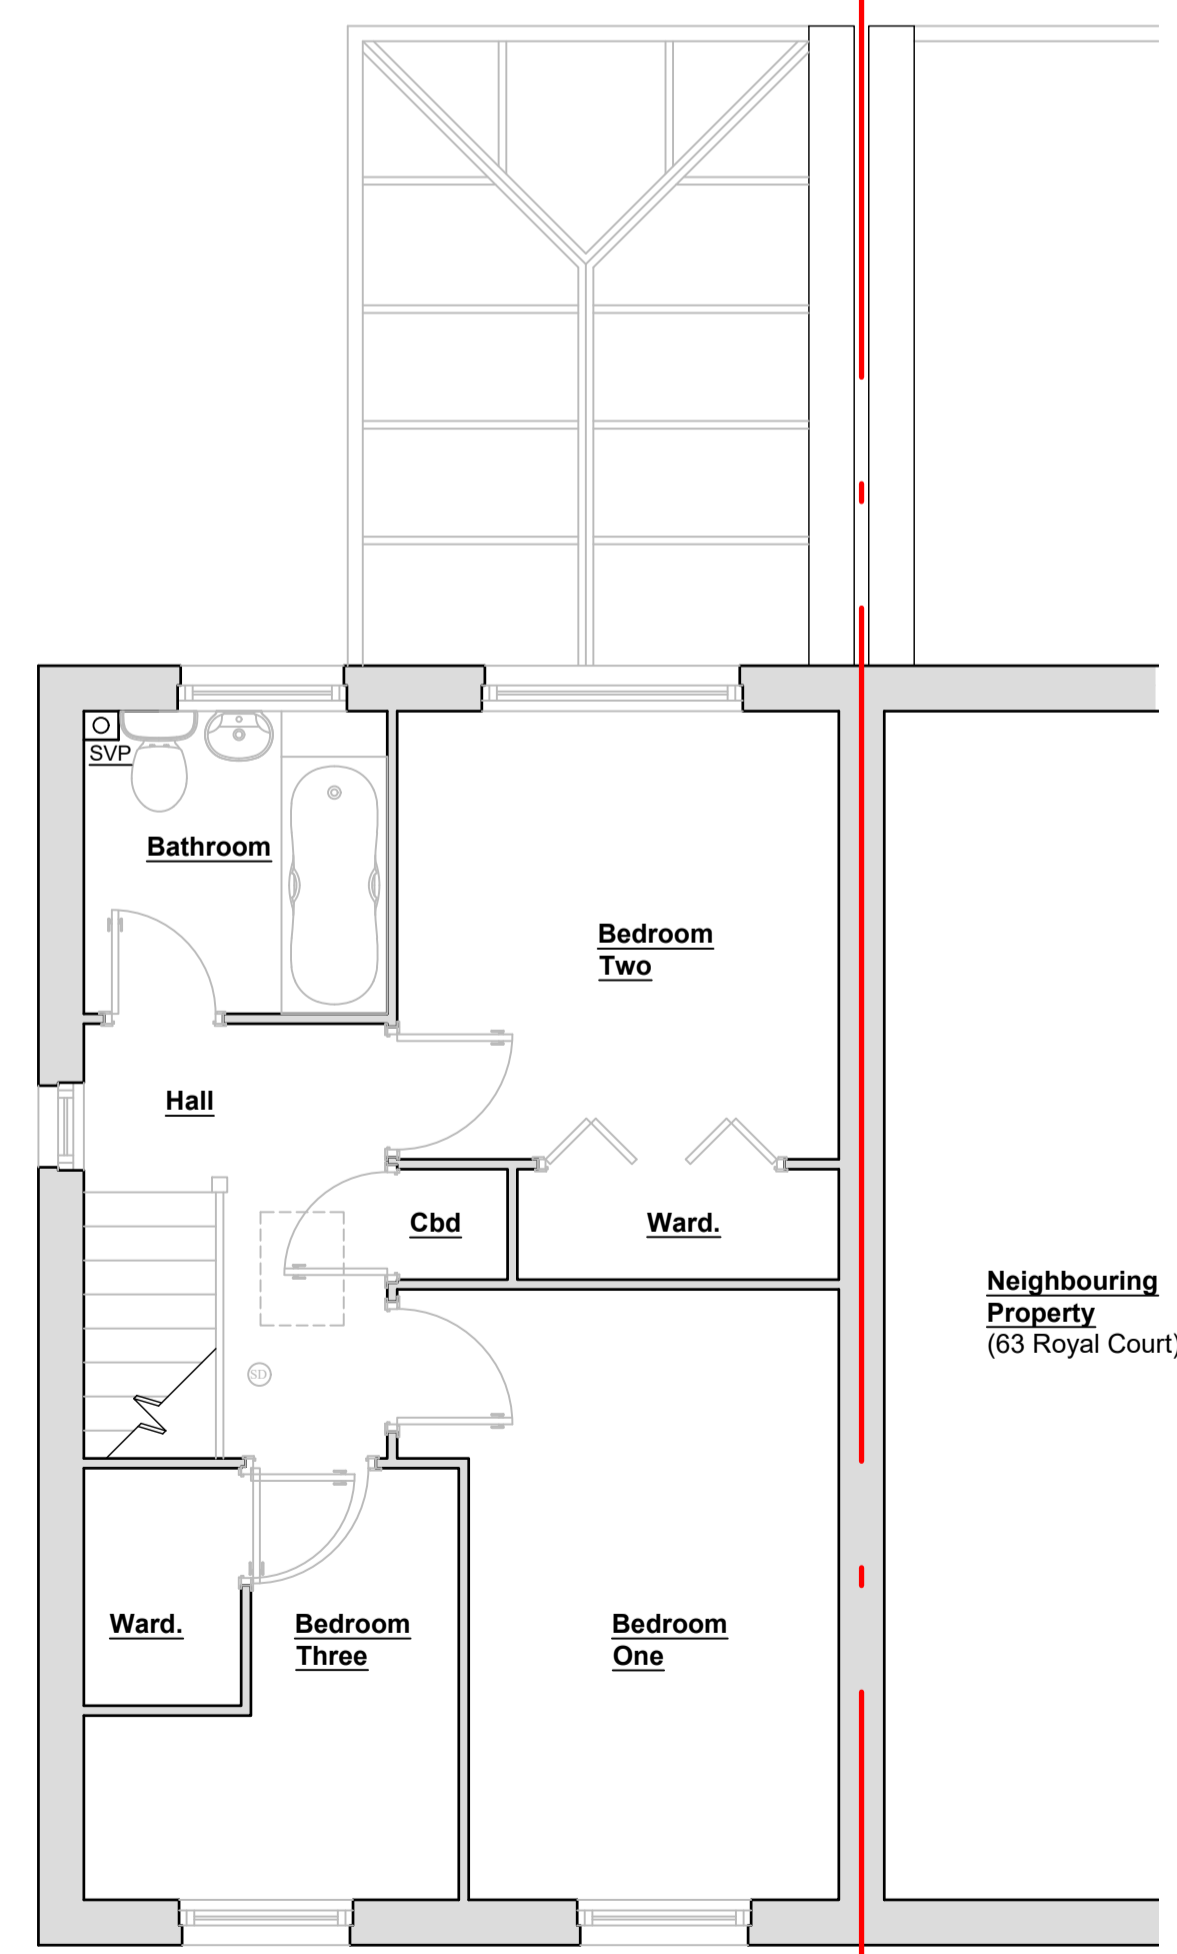 SVP
Bathroom
Bedroom
Two
Hall
Cbd
Ward.
Neighbouring
Property
(63 Royal Court)
SD
Ward.
Bedroom
Three
Bedroom
One